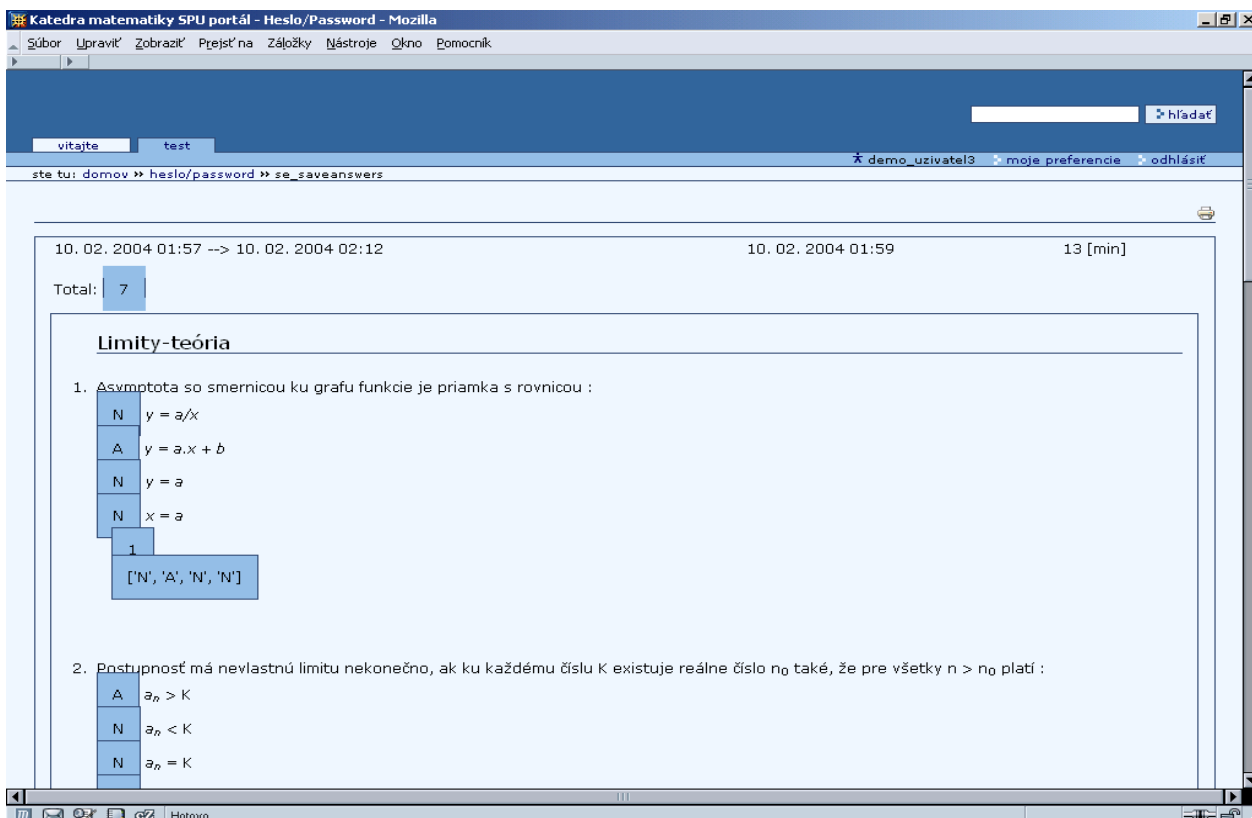 Katedra matematiky SPU portál - Heslo/Password - Mozilla
Súbor Upraviť Zobraziť Prejsť na Záložky Nástroje Okno Pomocník
hľadať
vitajte test
demo_uzivatel3 moje preferencie odhlásiť
ste tu: domov » heslo/password » se_saveanswers
10. 02. 2004 01:57 --> 10. 02. 2004 02:12 10. 02. 2004 01:59 13 [min]
Total: 7
Limity-teória
1. Asymptota so smernicou ku grafu funkcie je priamka s rovnicou :
N y = a/x
A y = a.x + b
N y = a
N x = a
1
['N', 'A', 'N', 'N']
2. Postupnosť má nevlastnú limitu nekonečno, ak ku každému číslu K existuje reálne číslo n₀ také, že pre všetky n > n₀ platí :
A aₙ > K
N aₙ < K
N aₙ = K
Hotovo